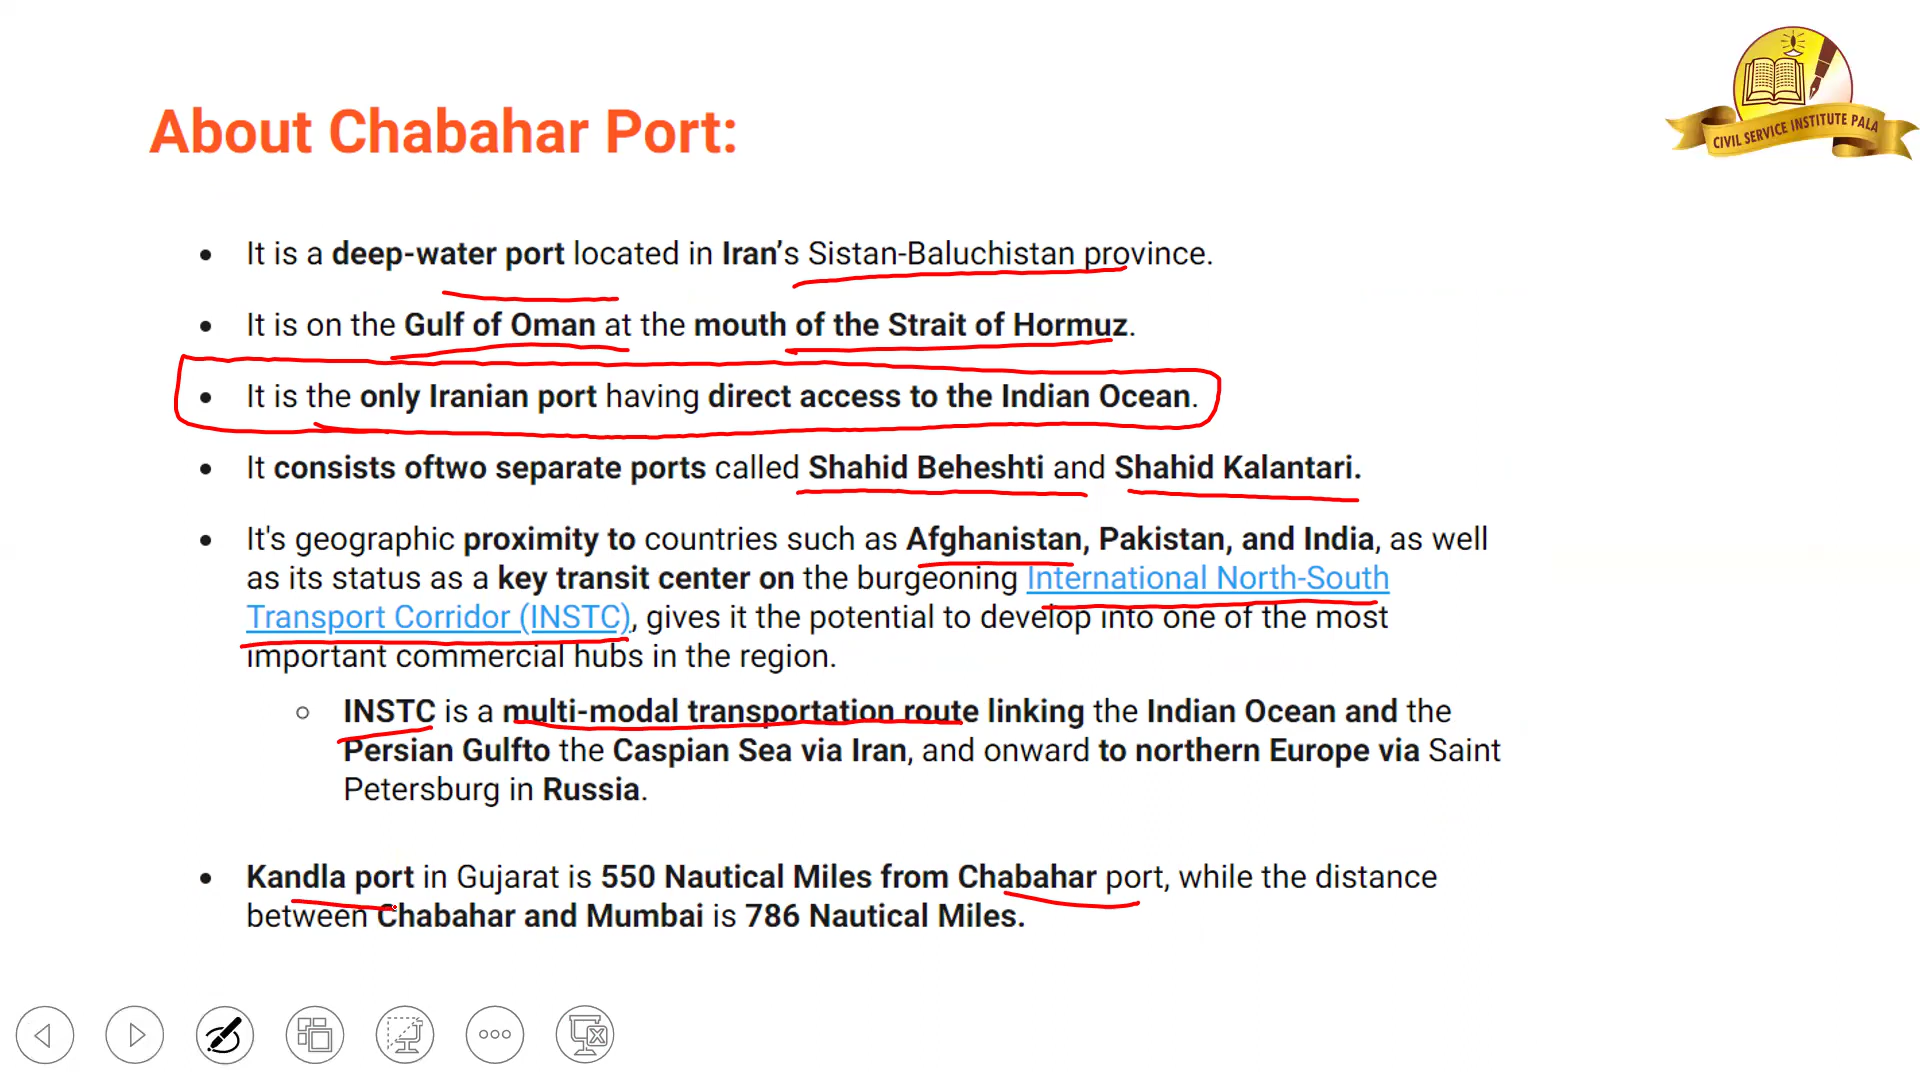 CIVIL SERVICE INSTITUTE PALA
About Chabahar Port:
It is a deep-water port located in Iran’s Sistan-Baluchistan province.
It is on the Gulf of Oman at the mouth of the Strait of Hormuz.
It is the only Iranian port having direct access to the Indian Ocean.
It consists oftwo separate ports called Shahid Beheshti and Shahid Kalantari.
It's geographic proximity to countries such as Afghanistan, Pakistan, and India, as well
as its status as a key transit center on the burgeoning International North-South
Transport Corridor (INSTC), gives it the potential to develop into one of the most
important commercial hubs in the region.
INSTC is a multi-modal transportation route linking the Indian Ocean and the
Persian Gulfto the Caspian Sea via Iran, and onward to northern Europe via Saint
Petersburg in Russia.
Kandla port in Gujarat is 550 Nautical Miles from Chabahar port, while the distance
between Chabahar and Mumbai is 786 Nautical Miles.